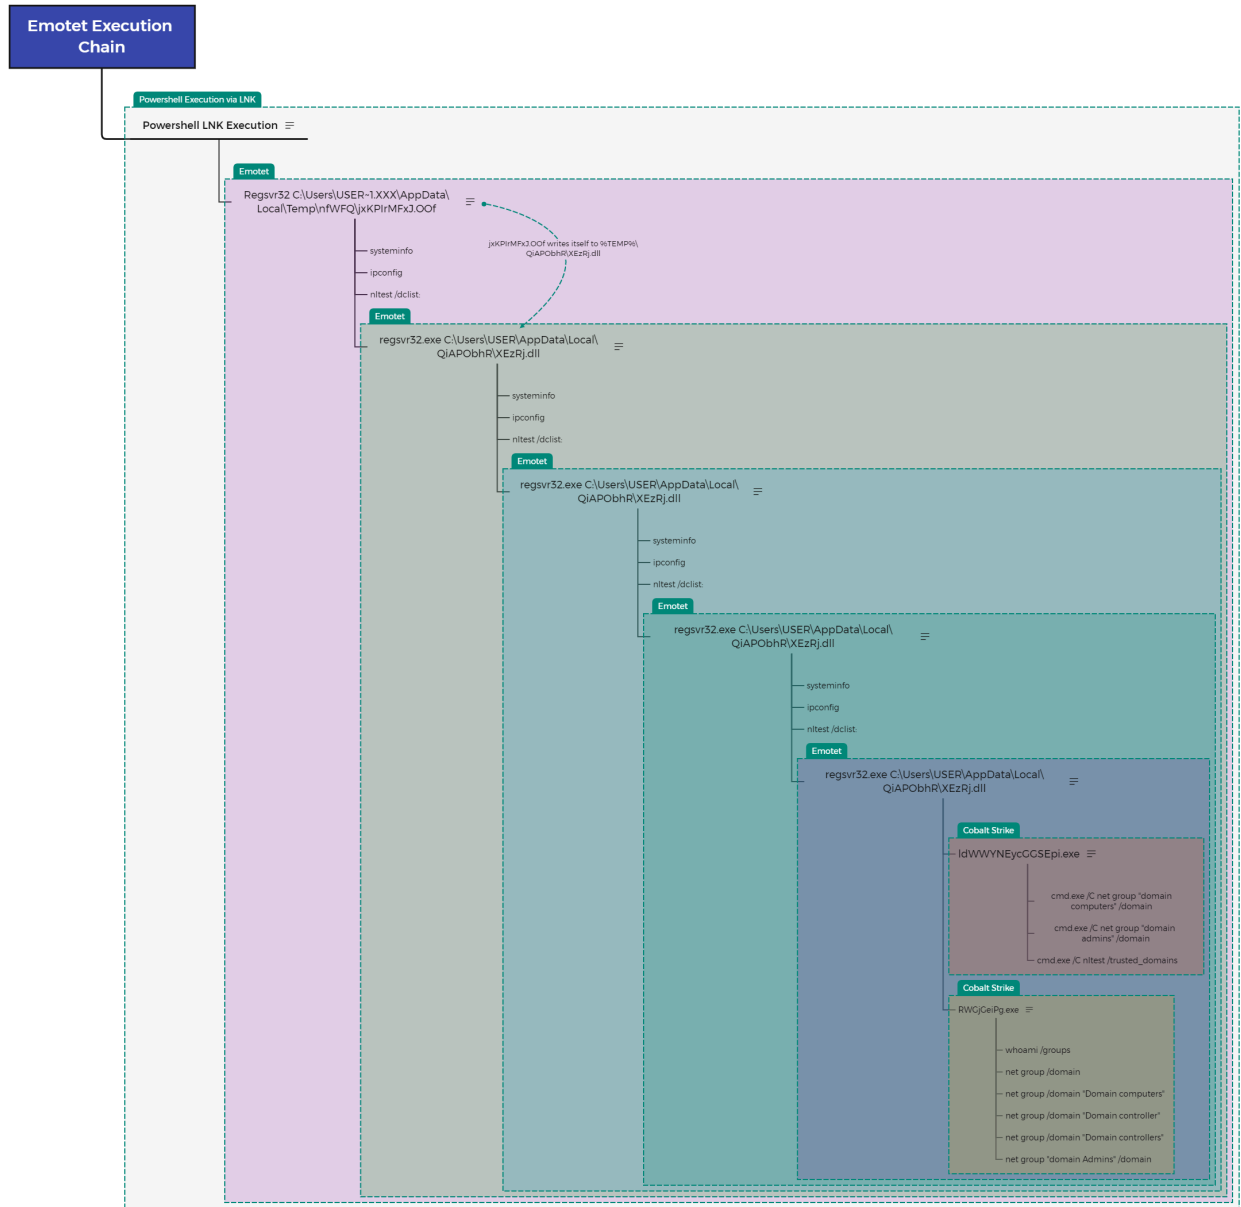 Emotet Execution
Chain
Powershell Execution via LNK
Powershell LNK Execution
Emotet
Regsvr32 C:\Users\USER~1.XXX\AppData\
Local\Temp\nfWFQ\jxKPIrMFxJ.OOf
jxKPIrMFxJ.OOf writes itself to %TEMP%\
QiAPObhR\XEzRj.dll
systeminfo
ipconfig
nltest /dclist:
Emotet
regsvr32.exe C:\Users\USER\AppData\Local\
QiAPObhR\XEzRj.dll
systeminfo
ipconfig
nltest /dclist:
Emotet
regsvr32.exe C:\Users\USER\AppData\Local\
QiAPObhR\XEzRj.dll
systeminfo
ipconfig
nltest /dclist:
Emotet
regsvr32.exe C:\Users\USER\AppData\Local\
QiAPObhR\XEzRj.dll
systeminfo
ipconfig
nltest /dclist:
Emotet
regsvr32.exe C:\Users\USER\AppData\Local\
QiAPObhR\XEzRj.dll
Cobalt Strike
IdWWYNEycGGSEpi.exe
cmd.exe /C net group "domain
computers" /domain
cmd.exe /C net group "domain
admins" /domain
cmd.exe /C nltest /trusted_domains
Cobalt Strike
RWGjGeiPg.exe
whoami /groups
net group /domain
net group /domain "Domain computers"
net group /domain "Domain controller"
net group /domain "Domain controllers"
net group "domain Admins" /domain